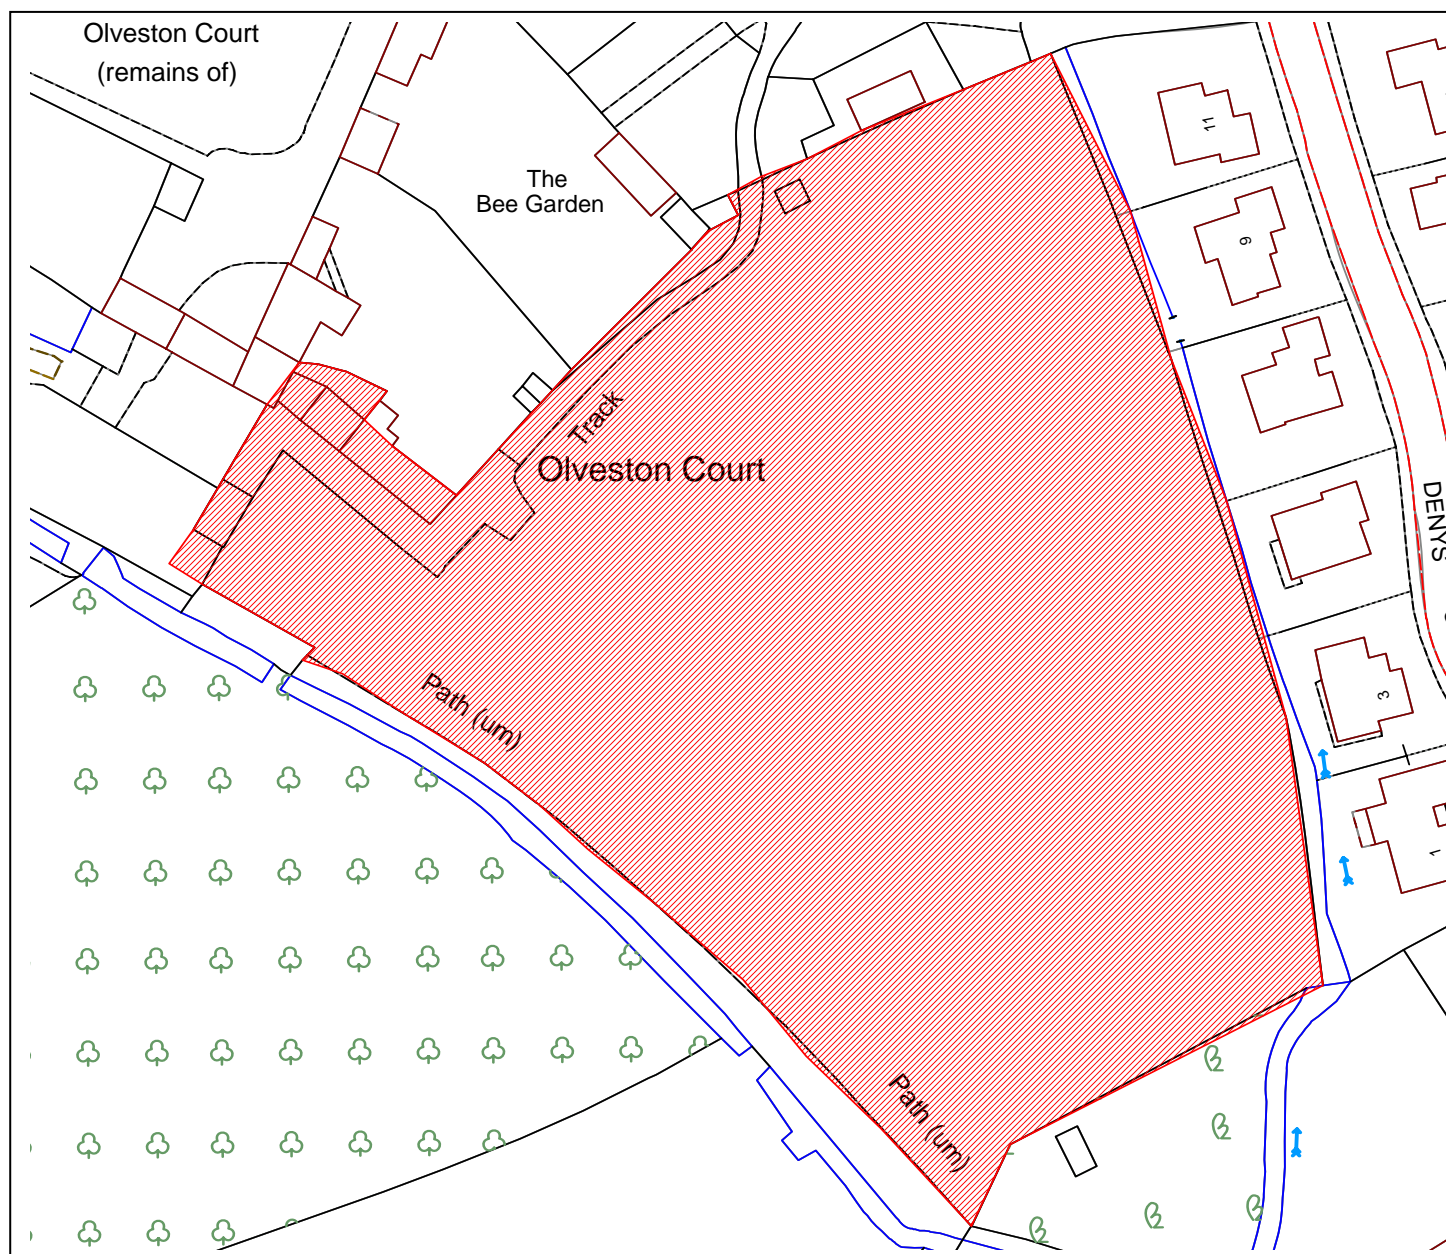 Olveston Court
(remains of)
The
Bee Garden
11
9
Track
Olveston Court
DENYS
3
Path (um)
1
Path (um)